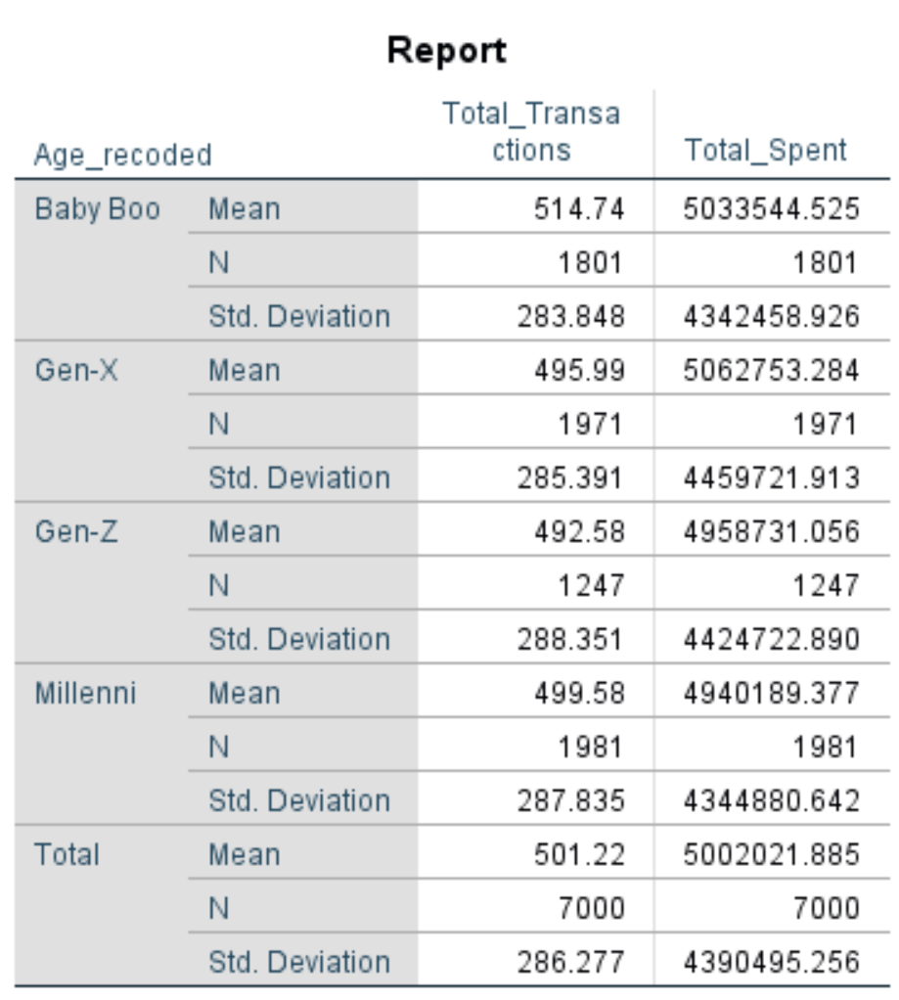 Report
Total_Transa
Age_recoded ctions Total_Spent
Baby Boo Mean 514.74 5033544.525
N 1801 1801
Std. Deviation 283.848 4342458.926
Gen-X Mean 495.99 5062753.284
N 1971 1971
Std. Deviation 285.391 4459721.913
Gen-Z Mean 492.58 4958731.056
N 1247 1247
Std. Deviation 288.351 4424722.890
Millenni Mean 499.58 4940189.377
N 1981 1981
Std. Deviation 287.835 4344880.642
Total Mean 501.22 5002021.885
N 7000 7000
Std. Deviation 286.277 4390495.256